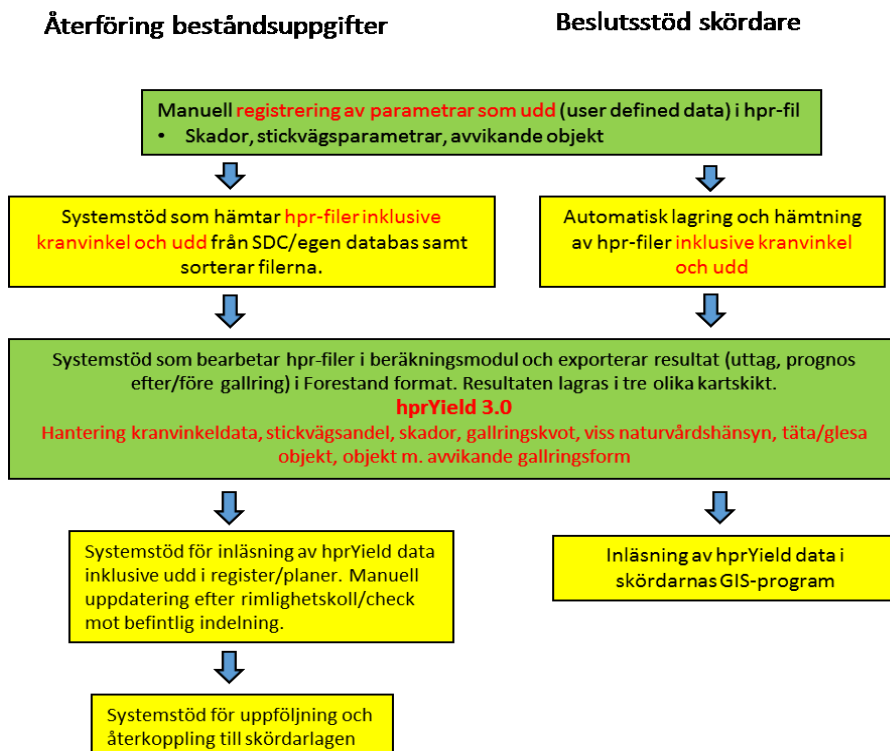 Återföring beståndsuppgifter
Beslutsstöd skördare
Manuell registrering av parametrar som udd (user defined data) i hpr-fil
• Skador, stickvägsparametrar, avvikande objekt
Systemstöd som hämtar hpr-filer inklusive
kranvinkel och udd från SDC/egen databas samt
sorterar filerna.
Automatisk lagring och hämtning
av hpr-filer inklusive kranvinkel
och udd
Systemstöd som bearbetar hpr-filer i beräkningsmodul och exporterar resultat (uttag, prognos
efter/före gallring) i Forestand format. Resultaten lagras i tre olika kartskikt.
hprYield 3.0
Hantering kranvinkeldata, stickvägsandel, skador, gallringskvot, viss naturvårdshänsyn, täta/glesa
objekt, objekt m. avvikande gallringsform
Systemstöd för inläsning av hprYield data
inklusive udd i register/planer. Manuell
uppdatering efter rimlighetskoll/check
mot befintlig indelning.
Inläsning av hprYield data i
skördarnas GIS-program
Systemstöd för uppföljning och
återkoppling till skördarlagen